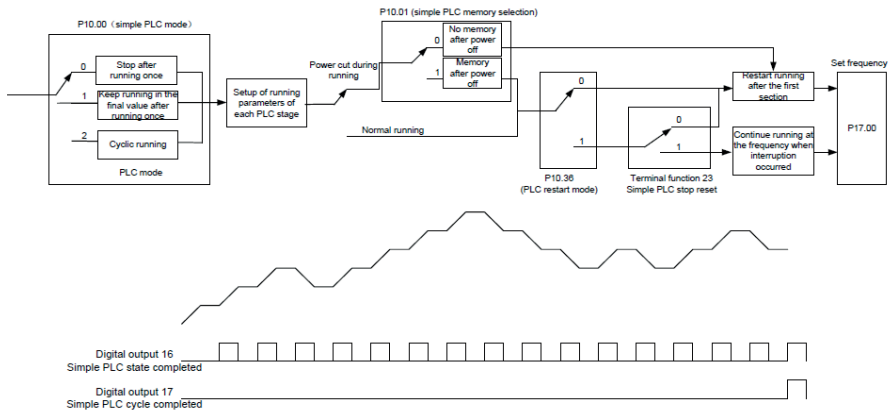 P10.00（simple PLC mode）
0
Stop after
running once
1
Keep running in the
final value after
running once
2
Cyclic running
PLC mode
Setup of running
parameters of
each PLC stage
Power cut during
running
Normal running
P10.01 (simple PLC memory selection)
0
No memory
after power
off
1
Memory
after power
off
0
1
P10.36
(PLC restart mode)
0
1
Terminal function 23
Simple PLC stop reset
Restart running
after the first
section
Continue running at
the frequency when
interruption
occurred
Set frequency
P17.00
Digital output 16
Simple PLC state completed
Digital output 17
Simple PLC cycle completed